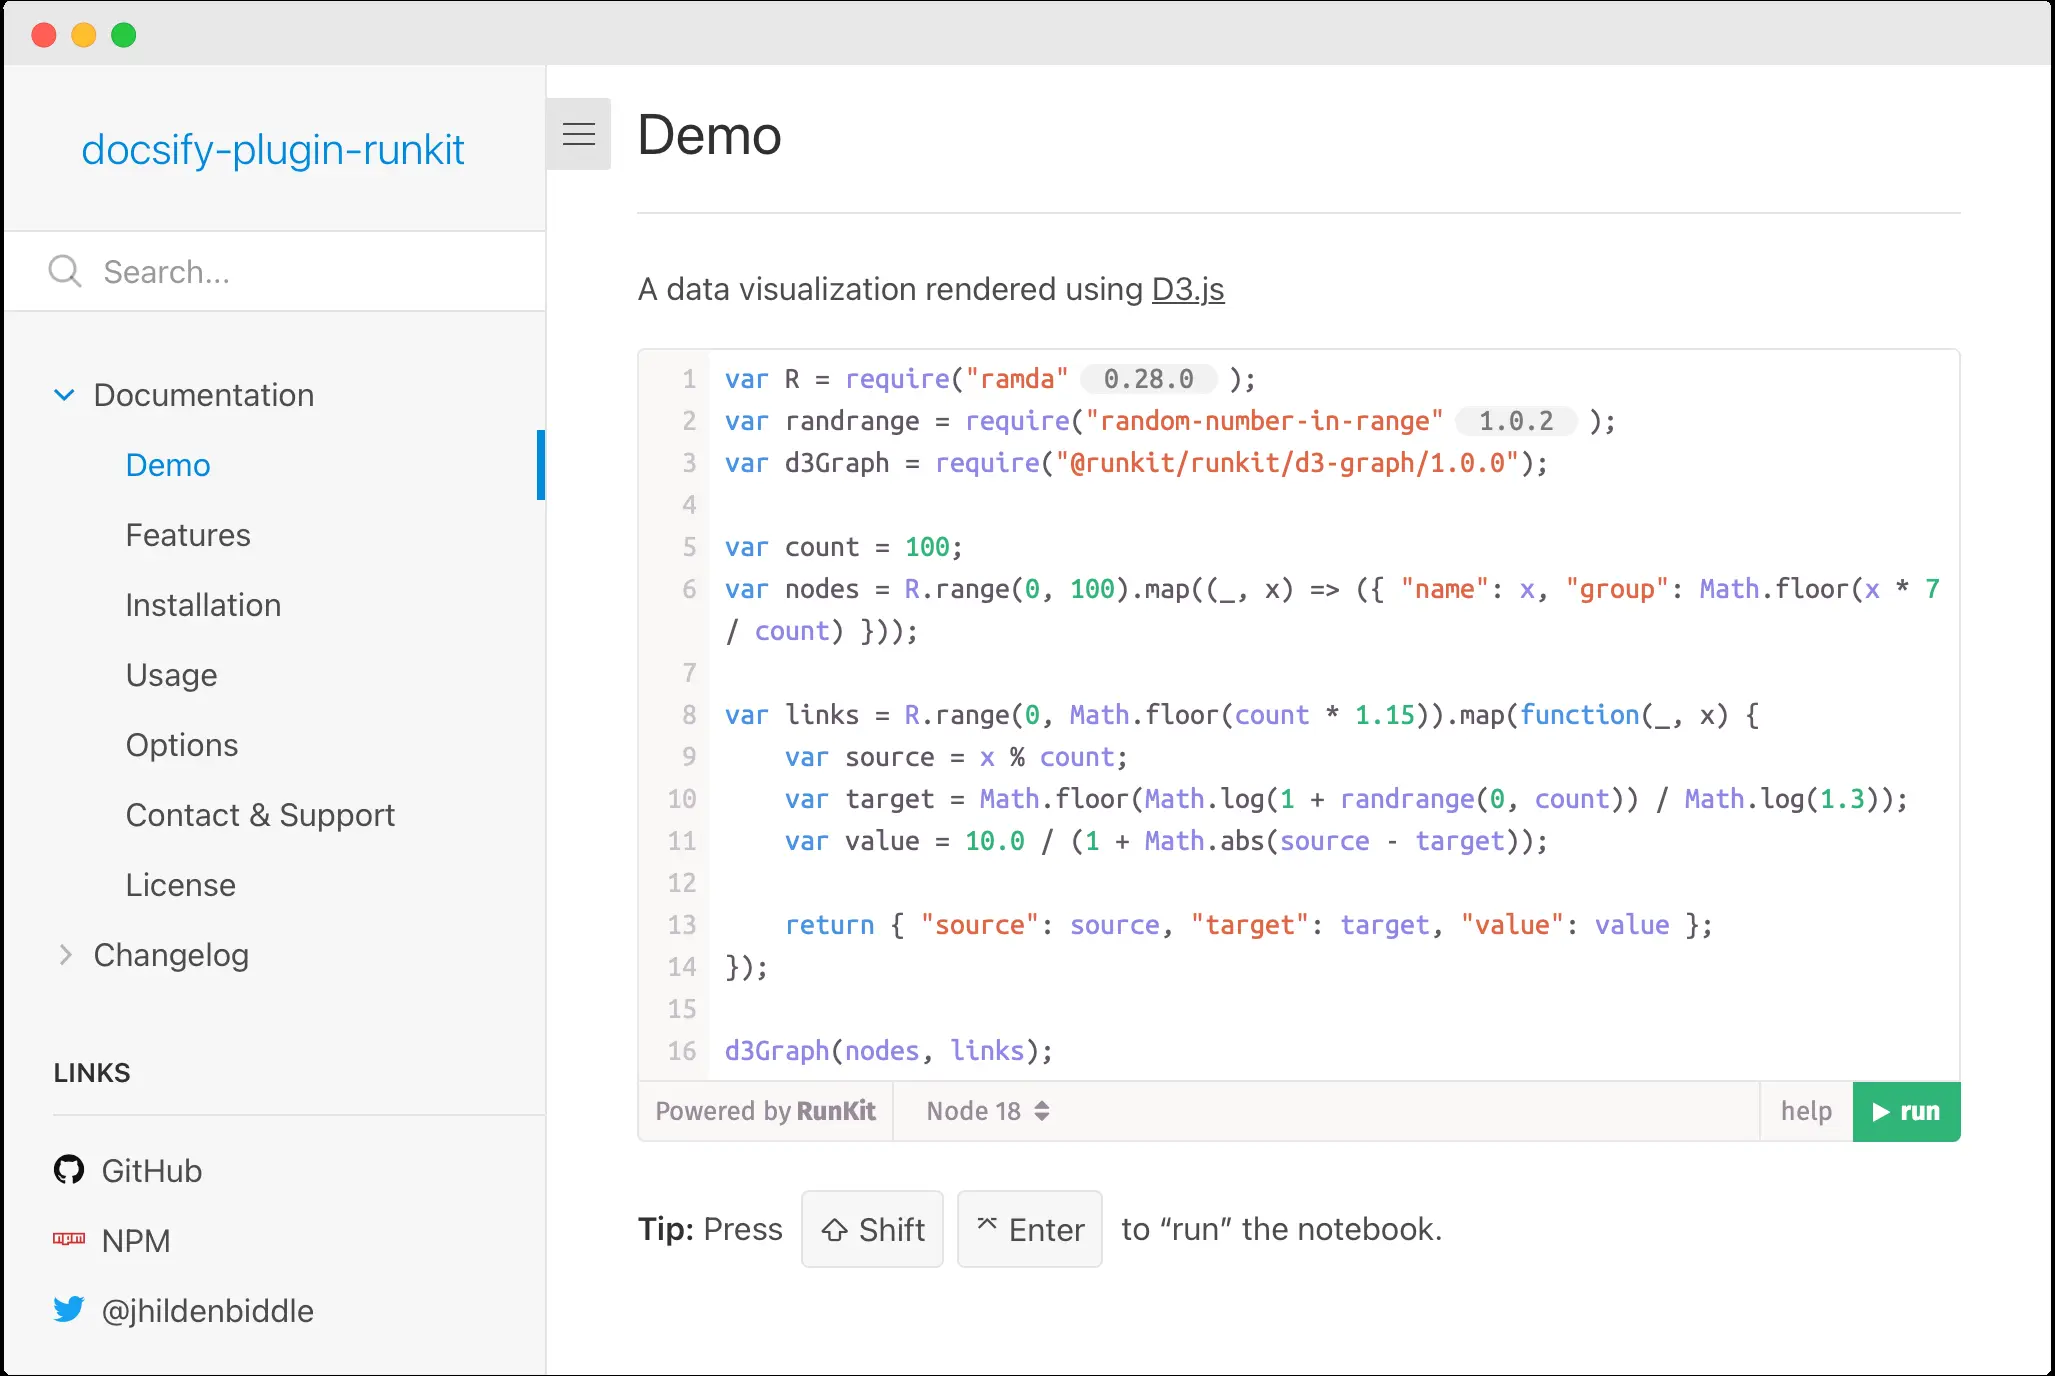 docsify-plugin-runkit
Search...
Documentation
Demo
Features
Installation
Usage
Options
Contact & Support
License
Changelog
LINKS
GitHub
NPM
@jhildenbiddle
Demo
A data visualization rendered using D3.js
1 var R = require("ramda" 0.28.0 );
2 var randrange = require("random-number-in-range" 1.0.2 );
3 var d3Graph = require("@runkit/runkit/d3-graph/1.0.0");
4
5 var count = 100;
6 var nodes = R.range(0, 100).map((_, x) => ({ "name": x, "group": Math.floor(x * 7
/ count) }));
7
8 var links = R.range(0, Math.floor(count * 1.15)).map(function(_, x) {
9     var source = x % count;
10     var target = Math.floor(Math.log(1 + randrange(0, count)) / Math.log(1.3));
11     var value = 10.0 / (1 + Math.abs(source - target));
12
13     return { "source": source, "target": target, "value": value };
14 });
15
16 d3Graph(nodes, links);
Powered by RunKit Node 18 help run
Tip: Press Shift Enter to “run” the notebook.